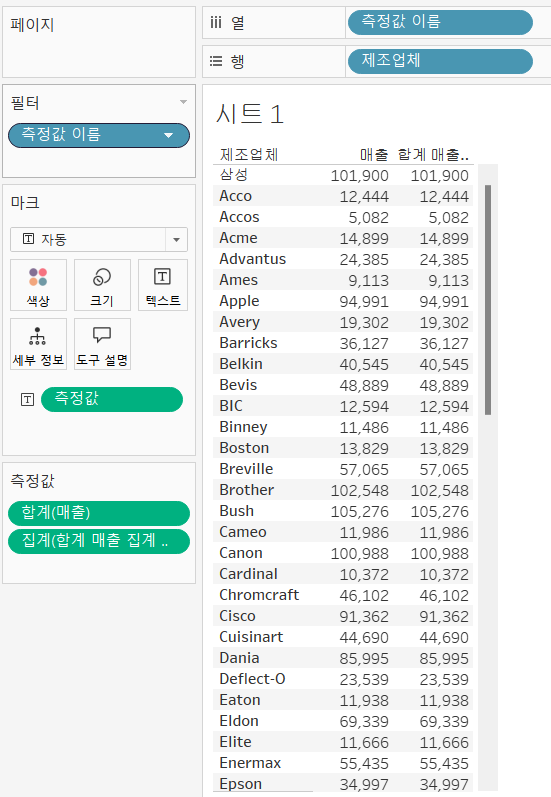 페이지
필터
측정값 이름
마크
자동
색상 크기 텍스트
세부 정보 도구 설명
측정값
측정값
합계(매출)
집계(합계 매출 집계 ..
열 측정값 이름
행 제조업체
시트 1
제조업체 매출 합계 매출..
삼성 101,900 101,900
Acco 12,444 12,444
Accos 5,082 5,082
Acme 14,899 14,899
Advantus 24,385 24,385
Ames 9,113 9,113
Apple 94,991 94,991
Avery 19,302 19,302
Barricks 36,127 36,127
Belkin 40,545 40,545
Bevis 48,889 48,889
BIC 12,594 12,594
Binney 11,486 11,486
Boston 13,829 13,829
Breville 57,065 57,065
Brother 102,548 102,548
Bush 105,276 105,276
Cameo 11,986 11,986
Canon 100,988 100,988
Cardinal 10,372 10,372
Chromcraft 46,102 46,102
Cisco 91,362 91,362
Cuisinart 44,690 44,690
Dania 85,995 85,995
Deflect-O 23,539 23,539
Eaton 11,938 11,938
Eldon 69,339 69,339
Elite 11,666 11,666
Enermax 55,435 55,435
Epson 34,997 34,997